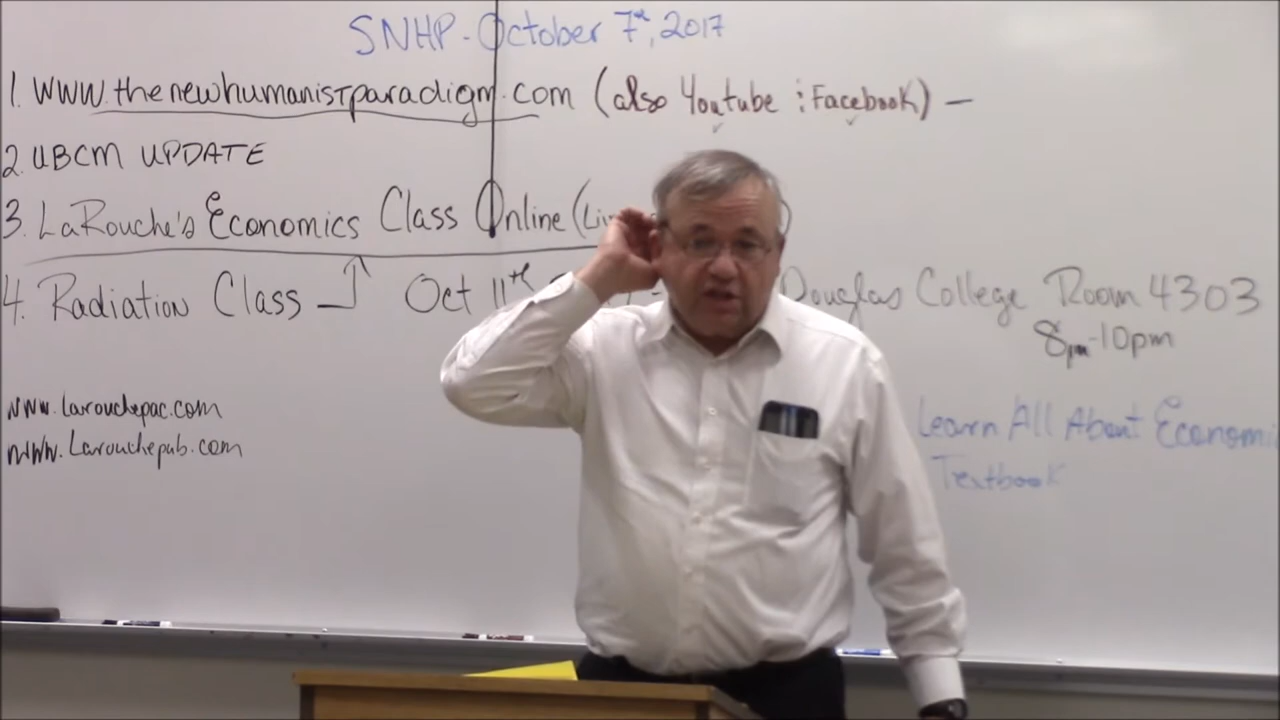 SNHP - October 7th, 2017
1. www.thenewhumanistparadigm.com (also Youtube : Facebook) —
2. UBCM UPDATE
3. LaRouche's Economics Class Online (Liv )
4. Radiation Class — Oct 11th Douglas College Room 4303
8pm-10pm
www.larouchepac.com
www.Larouchepub.com
Learn All About Economi
Textbook